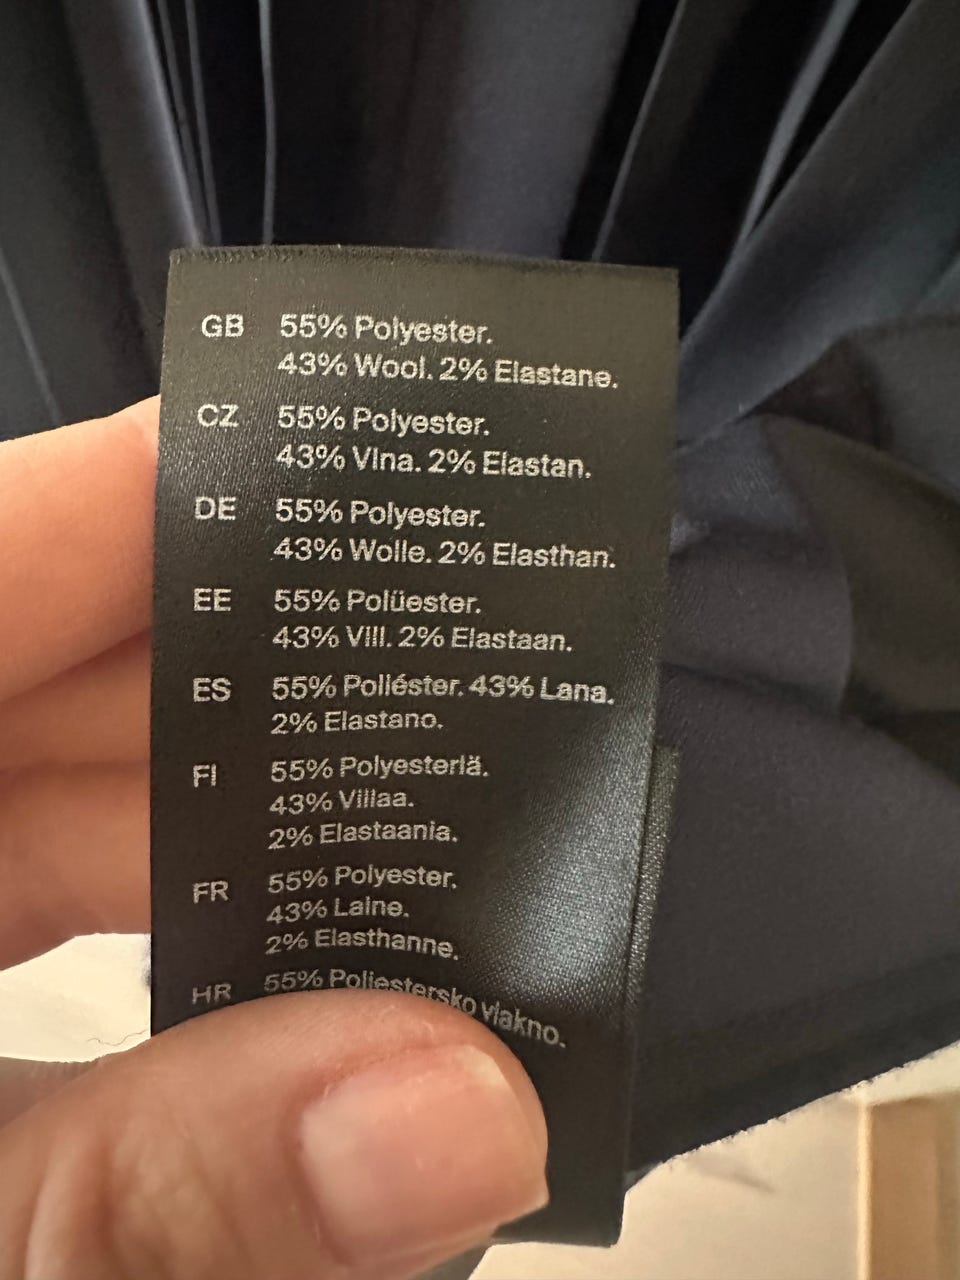 GB 55% Polyester.
43% Wool. 2% Elastane.
CZ 55% Polyester.
43% Vlna. 2% Elastan.
DE 55% Polyester.
43% Wolle. 2% Elasthan.
EE 55% Polüester.
43% Vill. 2% Elastaan.
ES 55% Poliéster. 43% Lana.
2% Elastano.
FI 55% Polyesteriä.
43% Villaa.
2% Elastaania.
FR 55% Polyester.
43% Laine.
2% Elasthanne.
HR 55% Poliestersko vlakno.